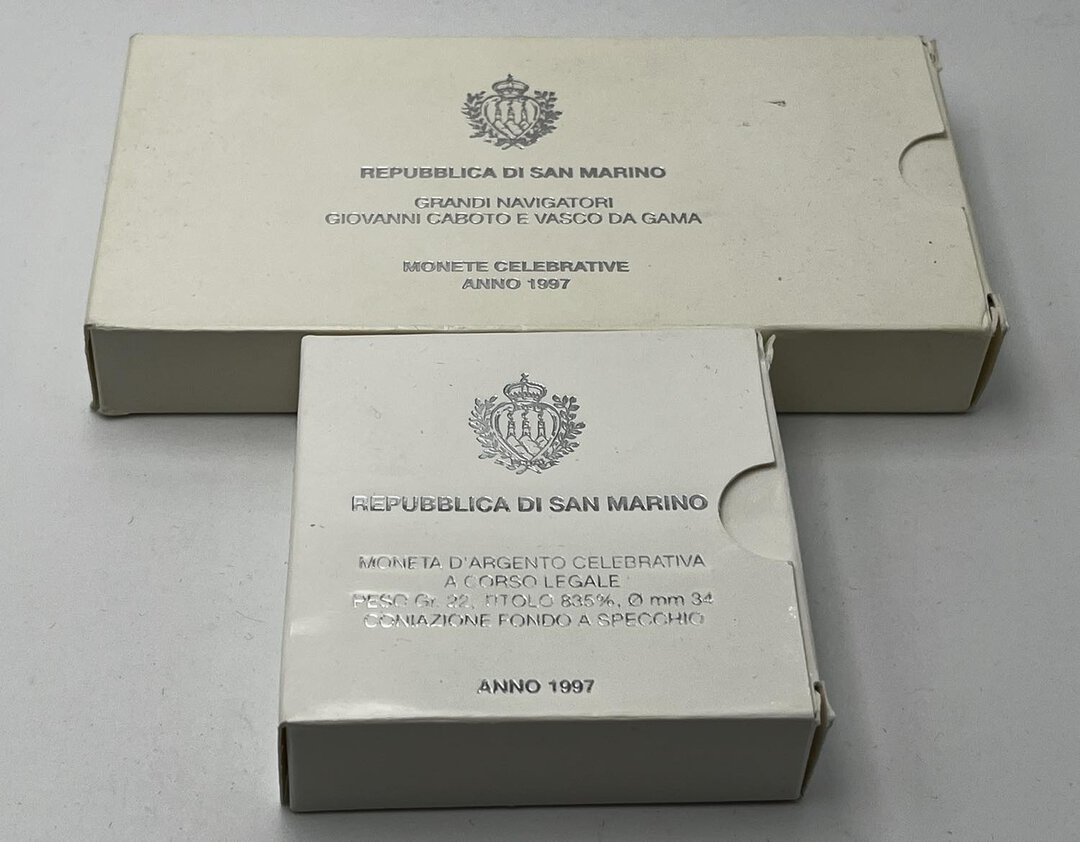 REPUBBLICA DI SAN MARINO
GRANDI NAVIGATORI
GIOVANNI CABOTO E VASCO DA GAMA
MONETE CELEBRATIVE
ANNO 1997
REPUBBLICA DI SAN MARINO
MONETA D'ARGENTO CELEBRATIVA
A CORSO LEGALE
PESO Gr. 22, TITOLO 835‰, Ø mm 34
CONIAZIONE FONDO A SPECCHIO
ANNO 1997